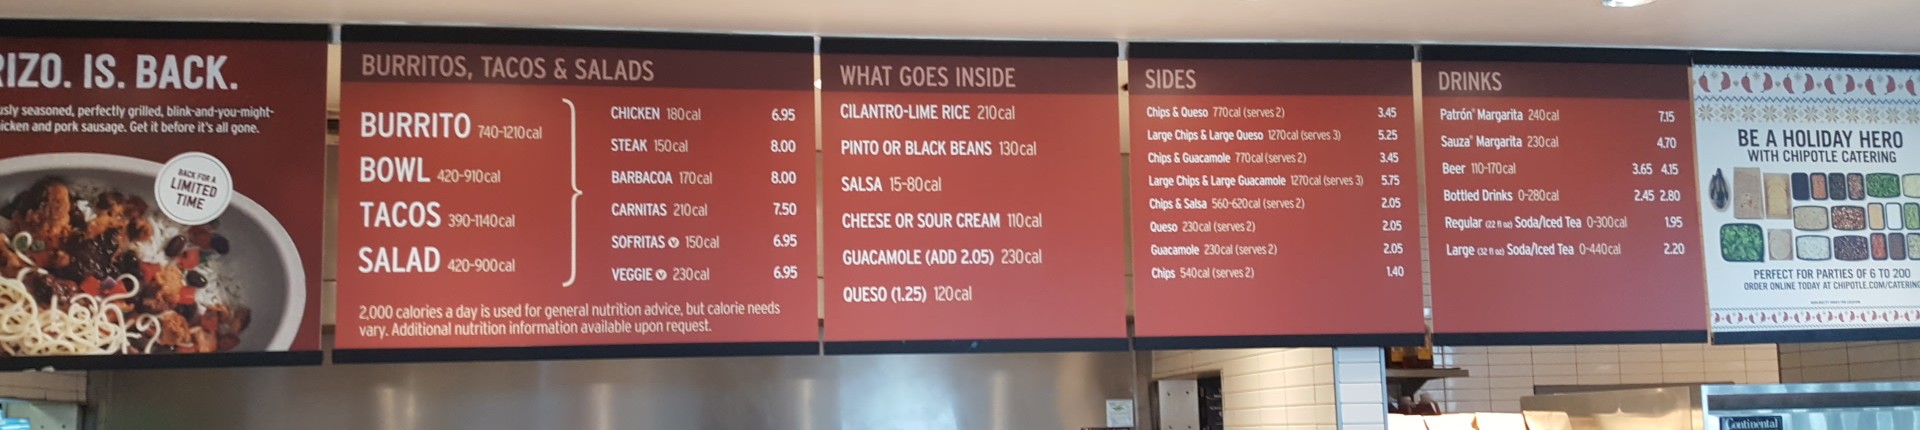 RIZO. IS. BACK.
usly seasoned, perfectly grilled, blink-and-you-might-
icken and pork sausage. Get it before it's all gone.
BACK FOR A
LIMITED
TIME
BURRITOS, TACOS & SALADS
BURRITO 740-1210cal
BOWL 420-910cal
TACOS 390-1140cal
SALAD 420-900cal
CHICKEN 180cal 6.95
STEAK 150cal 8.00
BARBACOA 170cal 8.00
CARNITAS 210cal 7.50
SOFRITAS 150cal 6.95
VEGGIE 230cal 6.95
2,000 calories a day is used for general nutrition advice, but calorie needs
vary. Additional nutrition information available upon request.
WHAT GOES INSIDE
CILANTRO-LIME RICE 210cal
PINTO OR BLACK BEANS 130cal
SALSA 15-80cal
CHEESE OR SOUR CREAM 110cal
GUACAMOLE (ADD 2.05) 230cal
QUESO (1.25) 120cal
SIDES
Chips & Queso 770cal (serves 2) 3.45
Large Chips & Large Queso 1270cal (serves 3) 5.25
Chips & Guacamole 770cal (serves 2) 3.45
Large Chips & Large Guacamole 1270cal (serves 3) 5.75
Chips & Salsa 560-620cal (serves 2) 2.05
Queso 230cal (serves 2) 2.05
Guacamole 230cal (serves 2) 2.05
Chips 540cal (serves 2) 1.40
DRINKS
Patrón® Margarita 240cal 7.15
Sauza® Margarita 230cal 4.70
Beer 110-170cal 3.65 4.15
Bottled Drinks 0-280cal 2.45 2.80
Regular (22 fl oz) Soda/Iced Tea 0-300cal 1.95
Large (32 fl oz) Soda/Iced Tea 0-440cal 2.20
BE A HOLIDAY HERO
WITH CHIPOTLE CATERING
PERFECT FOR PARTIES OF 6 TO 200
ORDER ONLINE TODAY AT CHIPOTLE.COM/CATERING
Continental